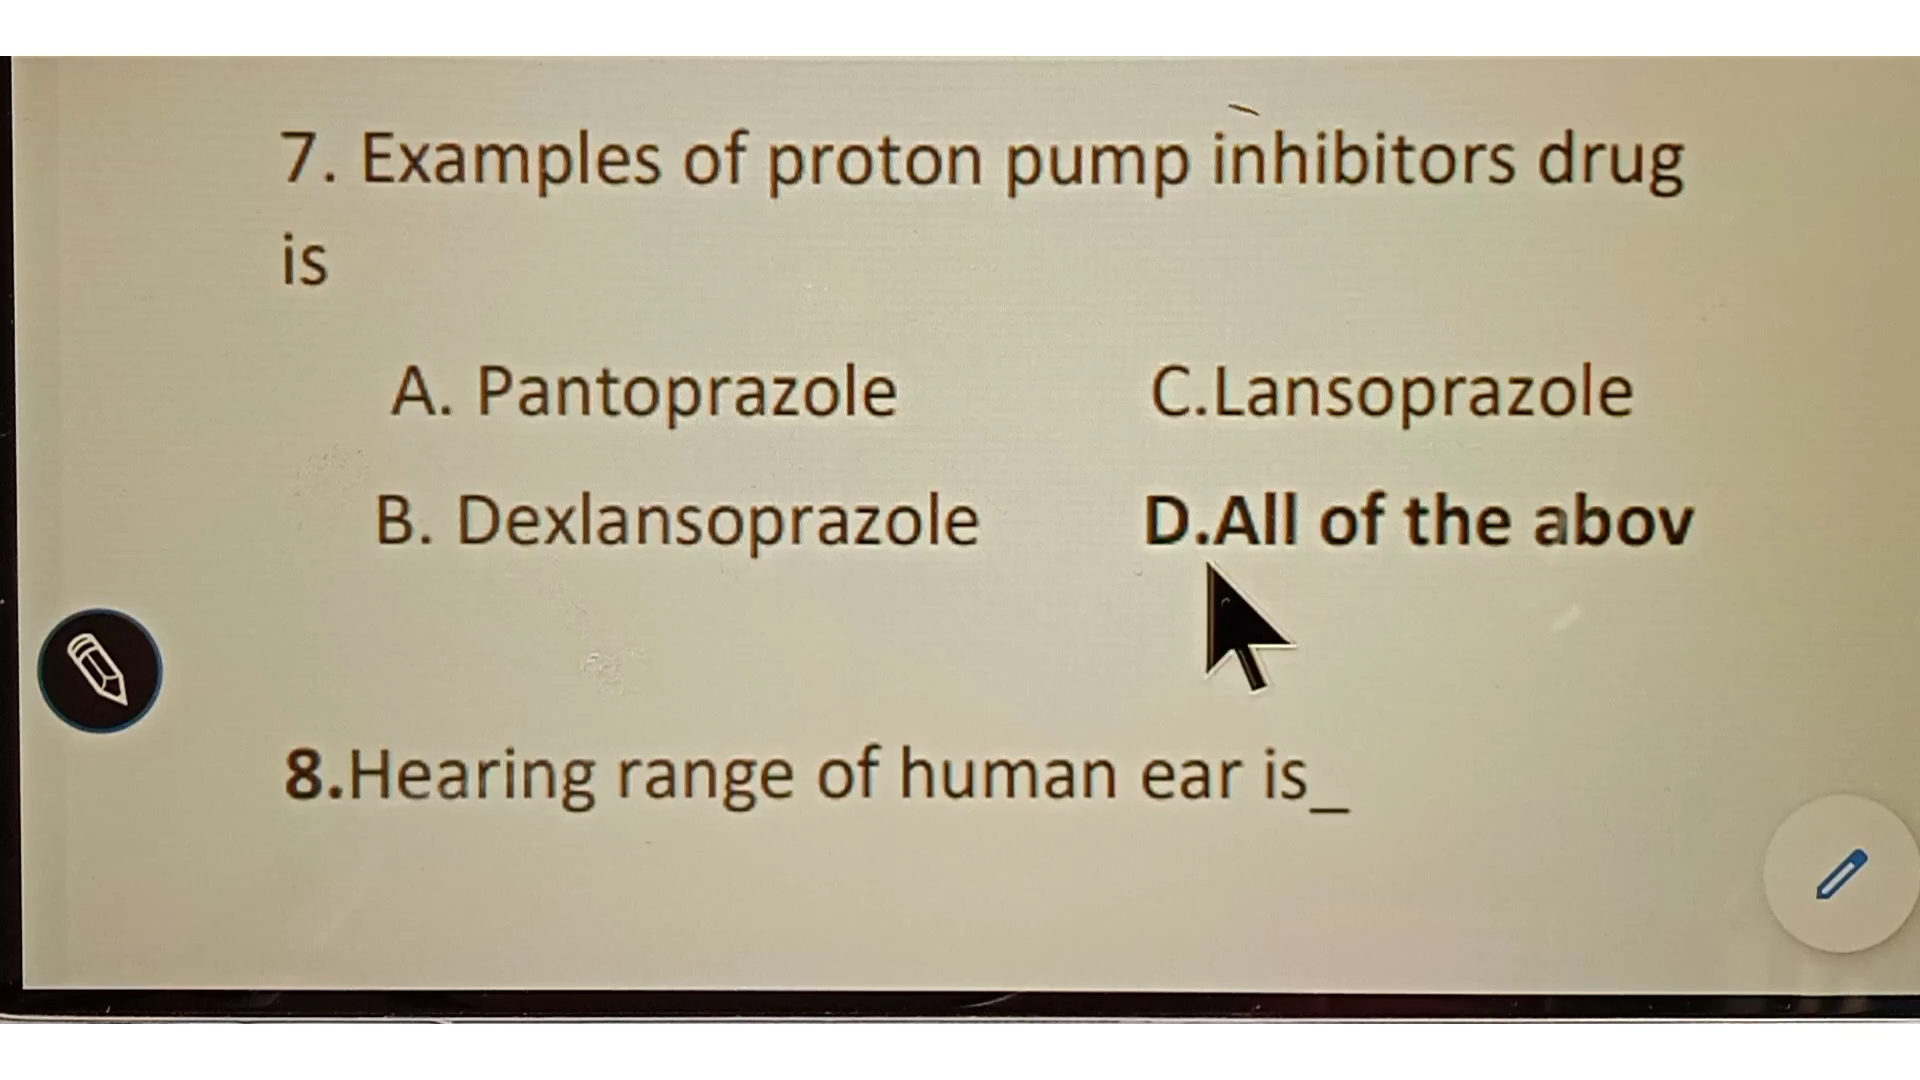 7. Examples of proton pump inhibitors drug
is
A. Pantoprazole C.Lansoprazole
B. Dexlansoprazole D.All of the abov
8.Hearing range of human ear is_